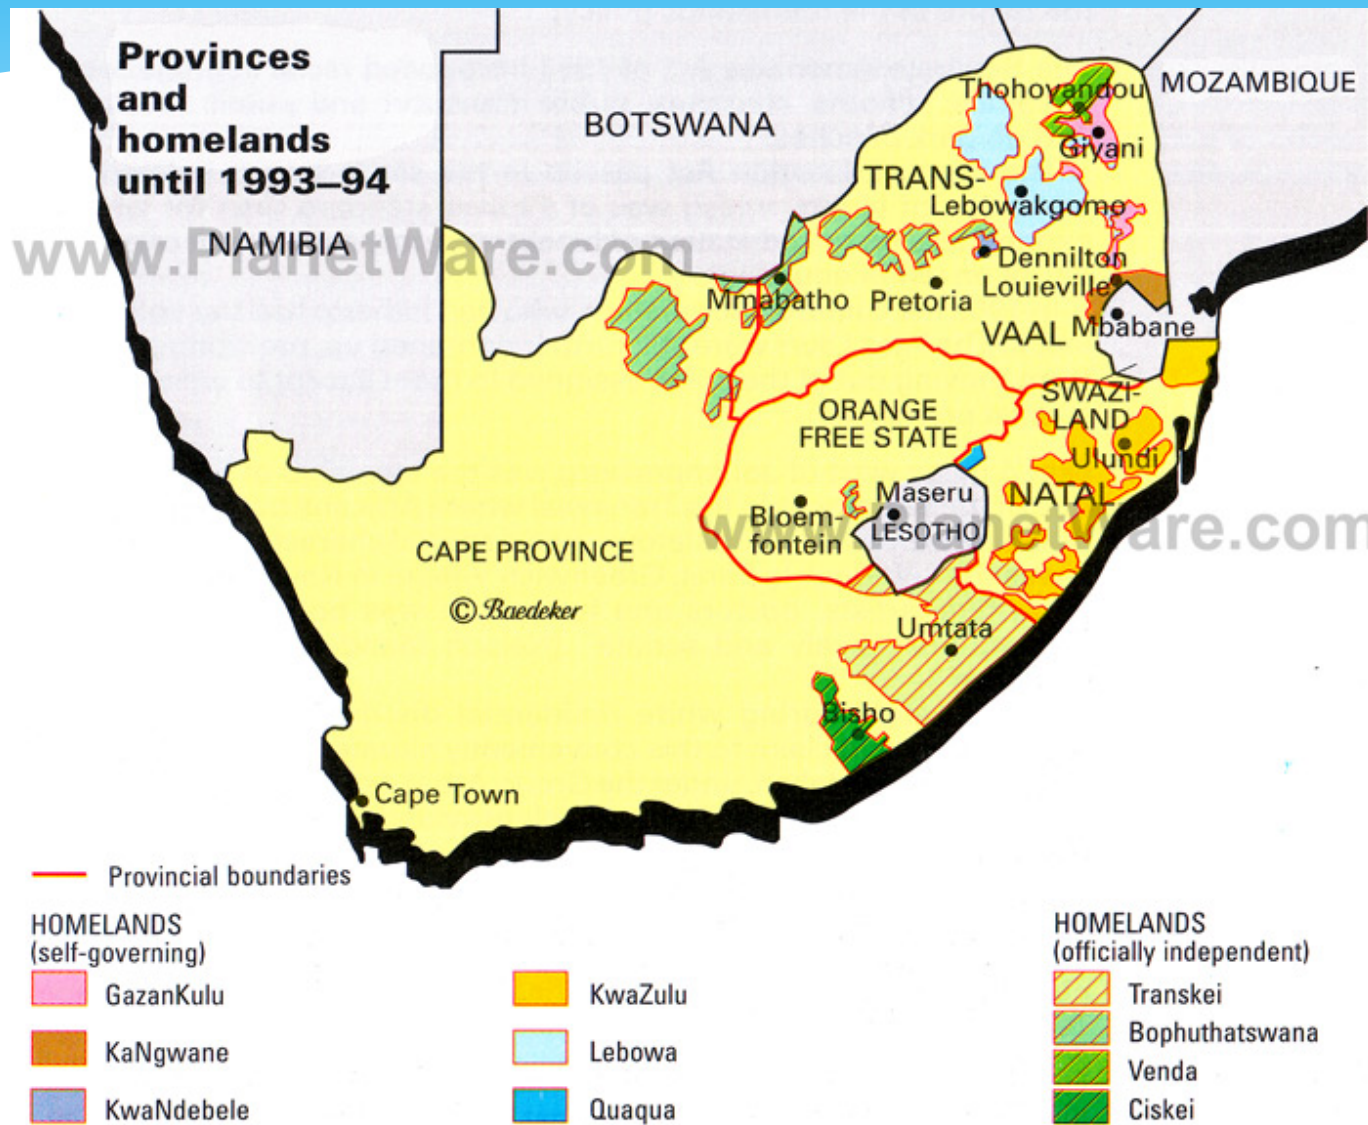 Provinces
and
homelands
until 1993–94
MOZAMBIQUE
BOTSWANA
NAMIBIA
www.PlanetWare.com
Thohoyandou
Giyani
TRANS-
Lebowakgomo
Dennilton
Mmabatho
Pretoria
Louieville
VAAL
Mbabane
SWAZI-
LAND
ORANGE
FREE STATE
Ulundi
Maseru
NATAL
Bloem-
fontein
LESOTHO
www.PlanetWare.com
CAPE PROVINCE
© Baedeker
Umtata
Bisho
Cape Town
Provincial boundaries
HOMELANDS
(self-governing)
GazanKulu
KaNgwane
KwaNdebele
KwaZulu
Lebowa
Quaqua
HOMELANDS
(officially independent)
Transkei
Bophuthatswana
Venda
Ciskei